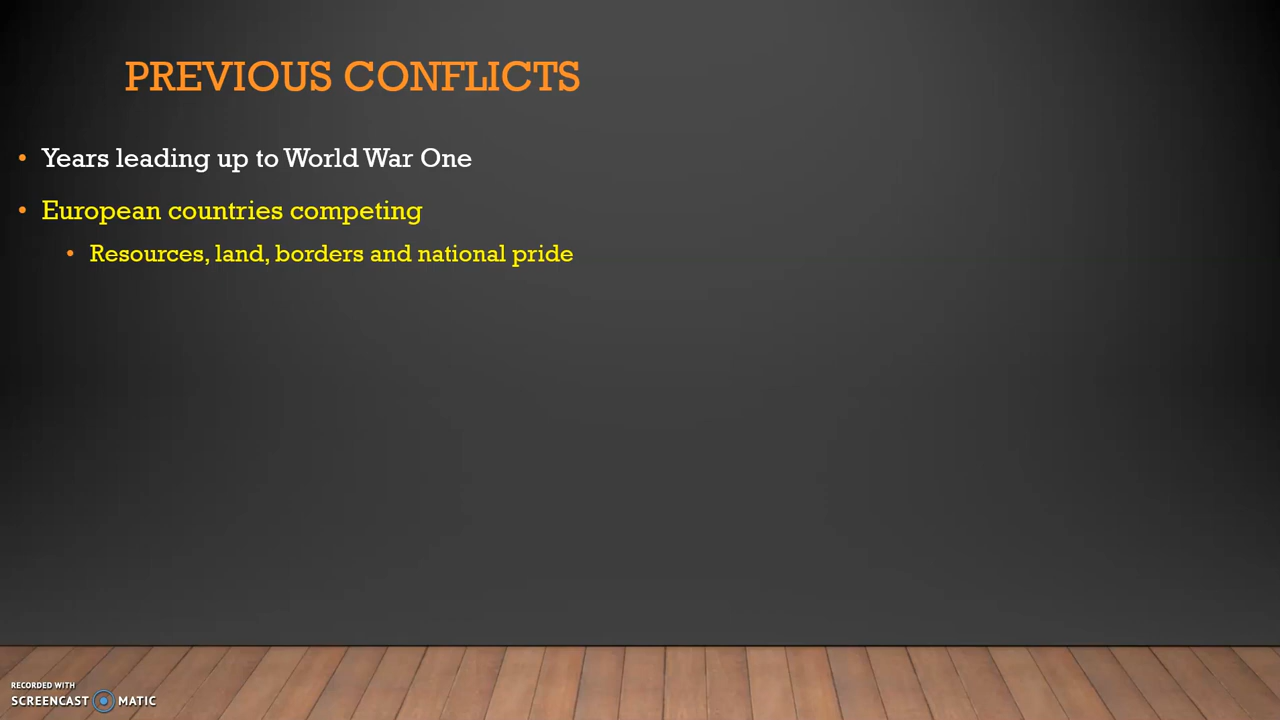 PREVIOUS CONFLICTS
• Years leading up to World War One
• European countries competing
• Resources, land, borders and national pride
RECORDED WITH
SCREENCAST MATIC